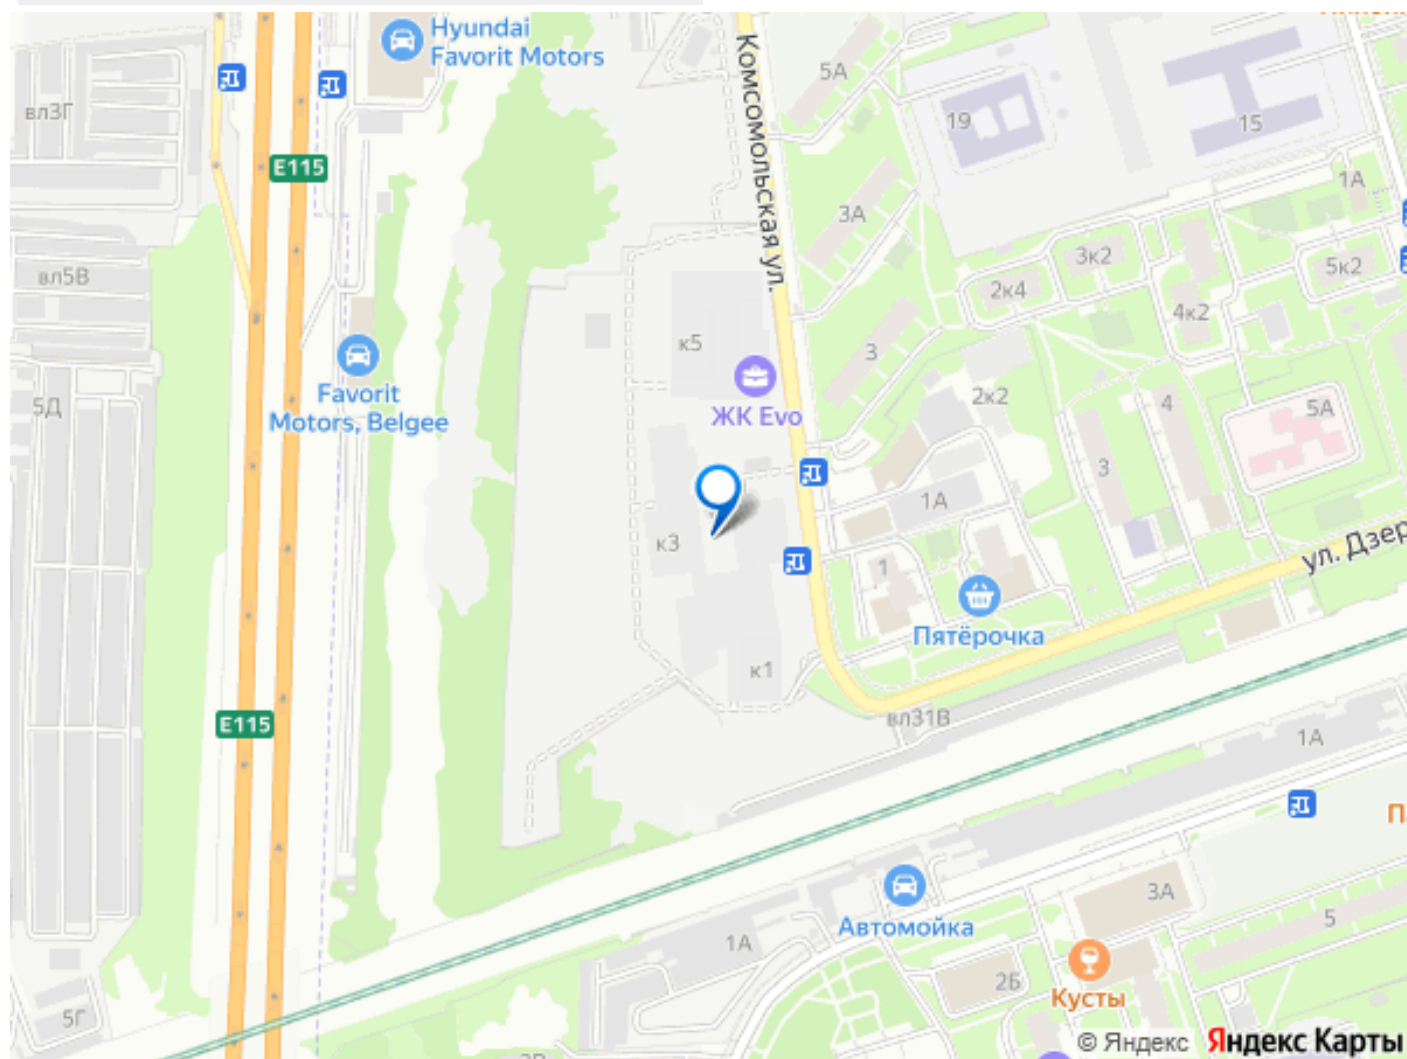 Hyundai
Favorit Motors
вл3Г
E115
5А
19
15
1А
Комсомольская ул.
3А
3к2
5к2
2к4
4к2
вл5В
к5
3
Favorit
Motors, Belgee
5Д
ЖК Evo
2к2
4
5А
3
1А
к3
1
ул. Дзер
Пятёрочка
к1
E115
вл31В
1А
Автомойка
3А
5
1А
2Б
Кусты
5Г
© Яндекс Яндекс Карты